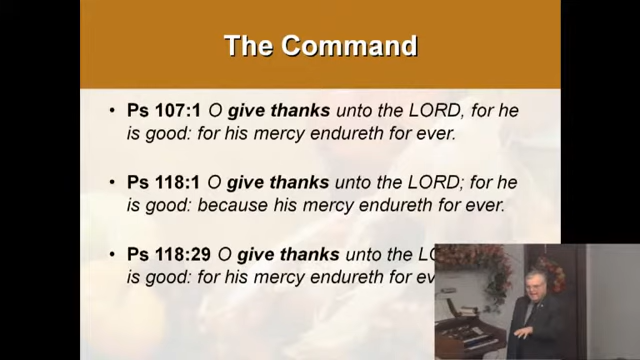 The Command
• Ps 107:1 O give thanks unto the LORD, for he
is good: for his mercy endureth for ever.
• Ps 118:1 O give thanks unto the LORD; for he
is good: because his mercy endureth for ever.
• Ps 118:29 O give thanks unto the
is good: for his mercy endureth for